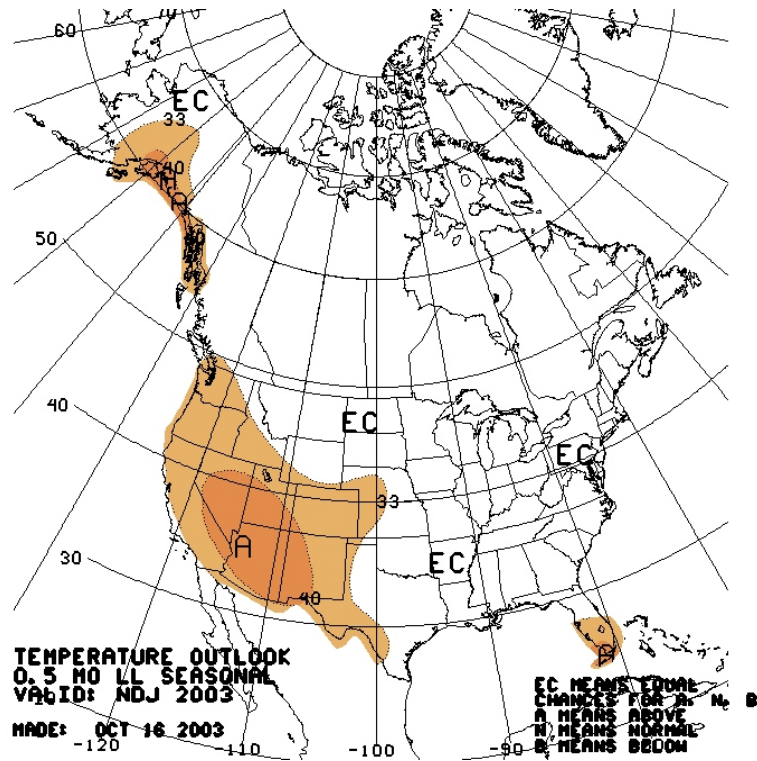 70
60
EC
33
40
A
50
40
EC
40
EC
33
A
EC
30
40
TEMPERATURE OUTLOOK
0.5 MO LL SEASONAL
VALID: NDJ 2003
MADE: OCT 16 2003
EC MEANS EQUAL
CHANCES FOR A, N, B
A MEANS ABOVE
N MEANS NORMAL
B MEANS BELOW
-120
-110
-100
-90